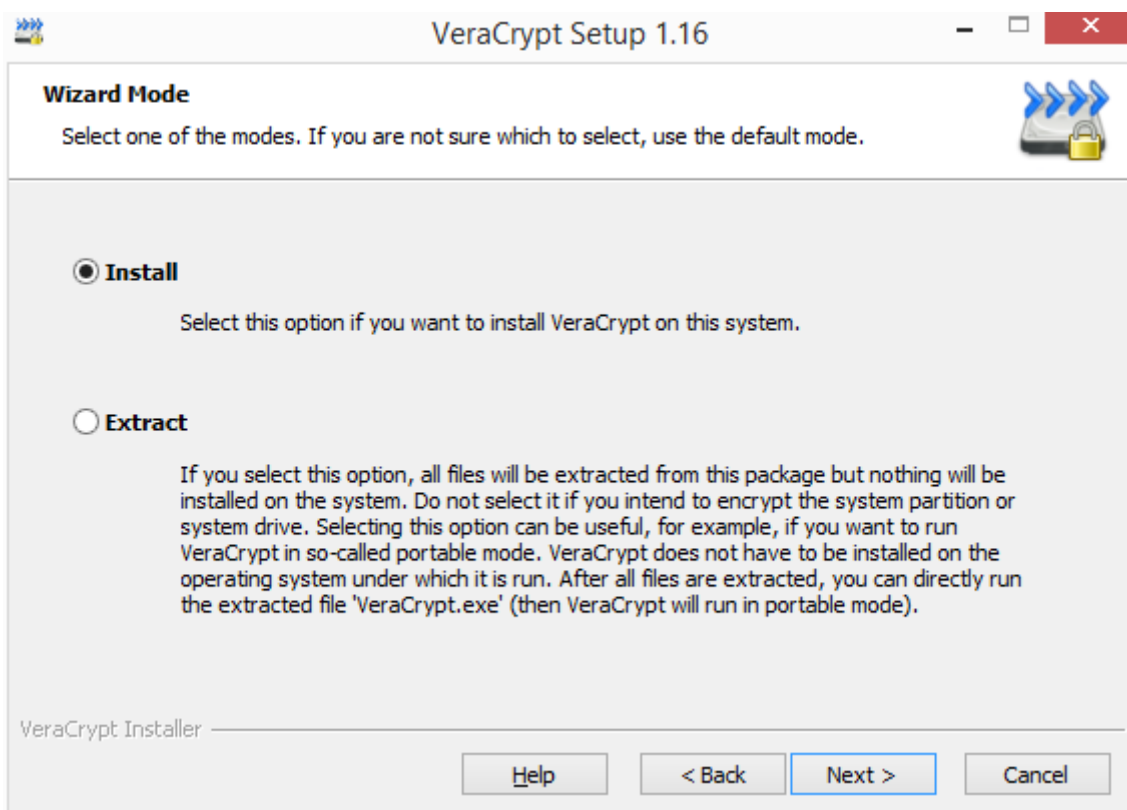 VeraCrypt Setup 1.16
Wizard Mode
Select one of the modes. If you are not sure which to select, use the default mode.
Install
Select this option if you want to install VeraCrypt on this system.
Extract
If you select this option, all files will be extracted from this package but nothing will be
installed on the system. Do not select it if you intend to encrypt the system partition or
system drive. Selecting this option can be useful, for example, if you want to run
VeraCrypt in so-called portable mode. VeraCrypt does not have to be installed on the
operating system under which it is run. After all files are extracted, you can directly run
the extracted file 'VeraCrypt.exe' (then VeraCrypt will run in portable mode).
VeraCrypt Installer
Help < Back Next > Cancel